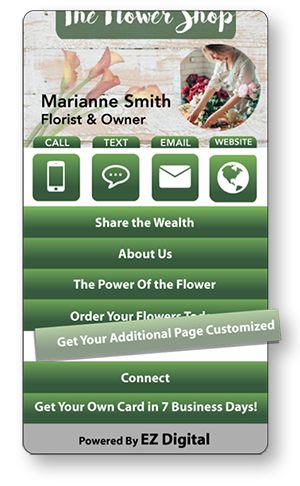 The Flower Shop
Marianne Smith
Florist & Owner
CALL TEXT EMAIL WEBSITE
Share the Wealth
About Us
The Power Of the Flower
Order Your Flowers Today
Get Your Additional Page Customized
Connect
Get Your Own Card in 7 Business Days!
Powered By EZ Digital